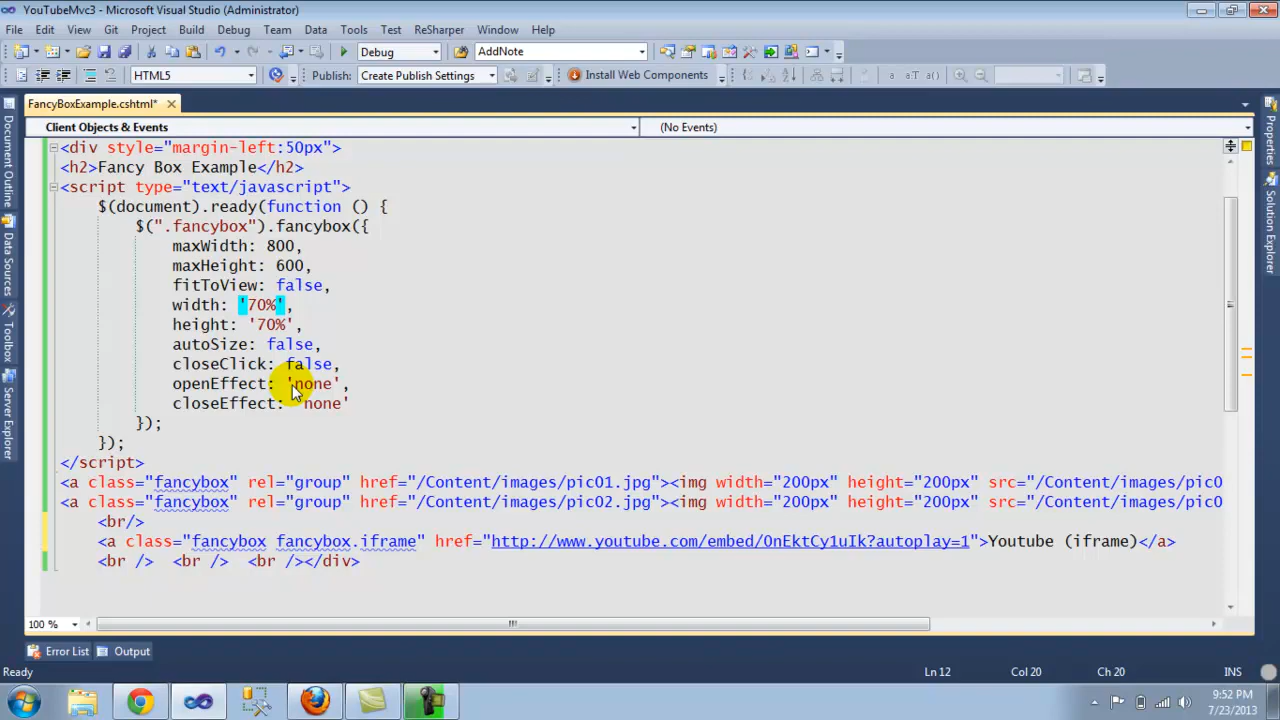 YouTubeMvc3 - Microsoft Visual Studio (Administrator)
File Edit View Git Project Build Debug Team Data Tools Test ReSharper Window Help
Debug AddNote
HTML5 Publish: Create Publish Settings Install Web Components
FancyBoxExample.cshtml*
Client Objects & Events (No Events)
<div style="margin-left:50px">
<h2>Fancy Box Example</h2>
<script type="text/javascript">
$(document).ready(function () {
$(".fancybox").fancybox({
maxWidth: 800,
maxHeight: 600,
fitToView: false,
width: '70%',
height: '70%',
autoSize: false,
closeClick: false,
openEffect: 'none',
closeEffect: 'none'
});
});
</script>
<a class="fancybox" rel="group" href="/Content/images/pic01.jpg"><img width="200px" height="200px" src="/Content/images/pic0
<a class="fancybox" rel="group" href="/Content/images/pic02.jpg"><img width="200px" height="200px" src="/Content/images/pic0
<br/>
<a class="fancybox fancybox.iframe" href="http://www.youtube.com/embed/OnEktCy1uIk?autoplay=1">Youtube (iframe)</a>
<br /> <br /> <br /></div>
100 %
Error List Output
Ready Ln 12 Col 20 Ch 20 INS
9:52 PM
7/23/2013
Document Outline
Data Sources
Toolbox
Server Explorer
Properties
Solution Explorer